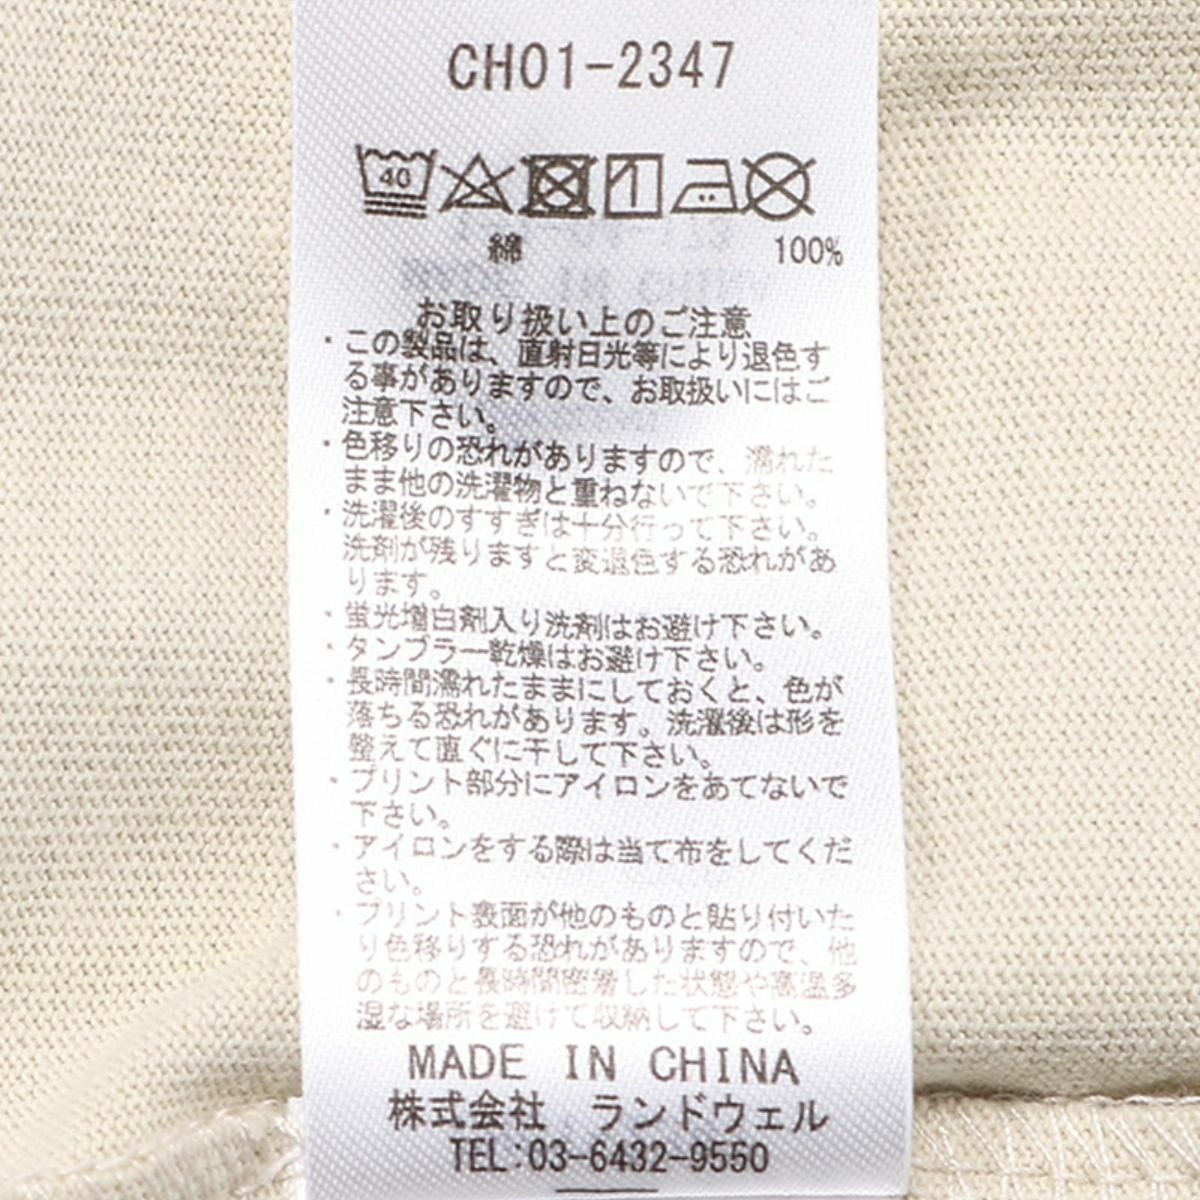 CH01-2347
40
綿 100%
お取り扱い上のご注意
・この製品は、直射日光等により退色す
る事がありますので、お取扱いにはご
注意下さい。
・色移りの恐れがありますので、濡れた
まま他の洗濯物と重ねないで下さい。
・洗濯後のすすぎは十分行って下さい。
洗剤が残りますと変退色する恐れがあ
ります。
・蛍光増白剤入り洗剤はお避け下さい。
・タンブラー乾燥はお避け下さい。
・長時間濡れたままにしておくと、色が
落ちる恐れがあります。洗濯後は形を
整えて直ぐに干して下さい。
・プリント部分にアイロンをあてないで
下さい。
・アイロンをする際は当て布をしてくだ
さい。
・プリント表面が他のものと貼り付いた
り色移りする恐れがありますので、他
のものと長時間密着した状態や高温多
湿な場所を避けて収納して下さい。
MADE IN CHINA
株式会社 ランドウェル
TEL:03-6432-9550